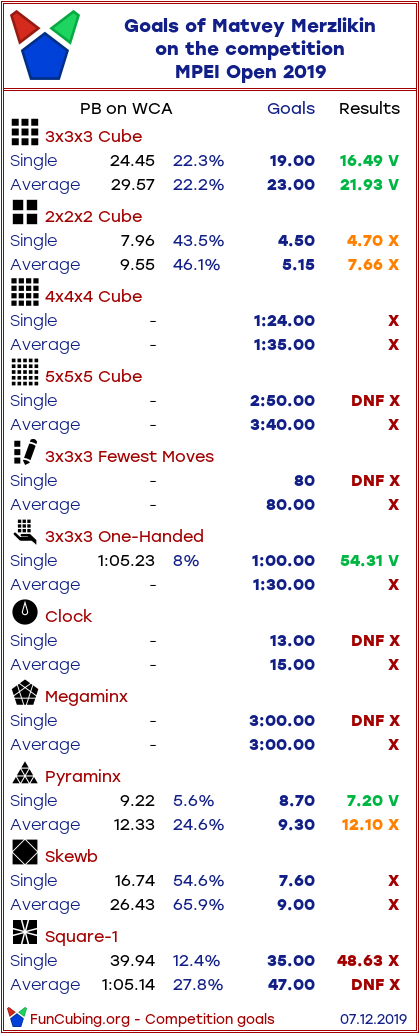 Goals of Matvey Merzlikin
on the competition
MPEI Open 2019
PB on WCA Goals Results
3x3x3 Cube
Single 24.45 22.3% 19.00 16.49 V
Average 29.57 22.2% 23.00 21.93 V
2x2x2 Cube
Single 7.96 43.5% 4.50 4.70 X
Average 9.55 46.1% 5.15 7.66 X
4x4x4 Cube
Single - 1:24.00 X
Average - 1:35.00 X
5x5x5 Cube
Single - 2:50.00 DNF X
Average - 3:40.00 X
3x3x3 Fewest Moves
Single - 80 DNF X
Average - 80.00 X
3x3x3 One-Handed
Single 1:05.23 8% 1:00.00 54.31 V
Average - 1:30.00 X
Clock
Single - 13.00 DNF X
Average - 15.00 X
Megaminx
Single - 3:00.00 DNF X
Average - 3:00.00 X
Pyraminx
Single 9.22 5.6% 8.70 7.20 V
Average 12.33 24.6% 9.30 12.10 X
Skewb
Single 16.74 54.6% 7.60 X
Average 26.43 65.9% 9.00 X
Square-1
Single 39.94 12.4% 35.00 48.63 X
Average 1:05.14 27.8% 47.00 DNF X
FunCubing.org - Competition goals 07.12.2019